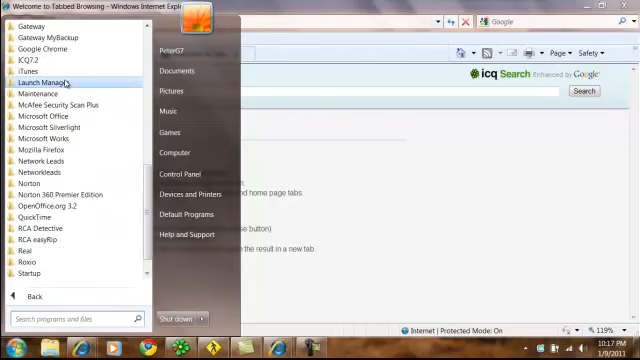 Welcome to Tabbed Browsing - Windows Internet Explo
Google
Page
Safety
icq Search
Enhanced by Google
Search
and home page tabs.
se button)
the result in a new tab.
Gateway
Gateway MyBackup
Google Chrome
ICQ7.2
iTunes
Launch Manager
Maintenance
McAfee Security Scan Plus
Microsoft Office
Microsoft Silverlight
Microsoft Works
Mozilla Firefox
Network Leads
Networkleads
Norton
Norton 360 Premier Edition
OpenOffice.org 3.2
QuickTime
RCA Detective
RCA easyRip
Real
Roxio
Startup
Back
Search programs and files
PeterG7
Documents
Pictures
Music
Games
Computer
Control Panel
Devices and Printers
Default Programs
Help and Support
Shut down
Internet | Protected Mode: On
119%
10:17 PM
1/9/2011